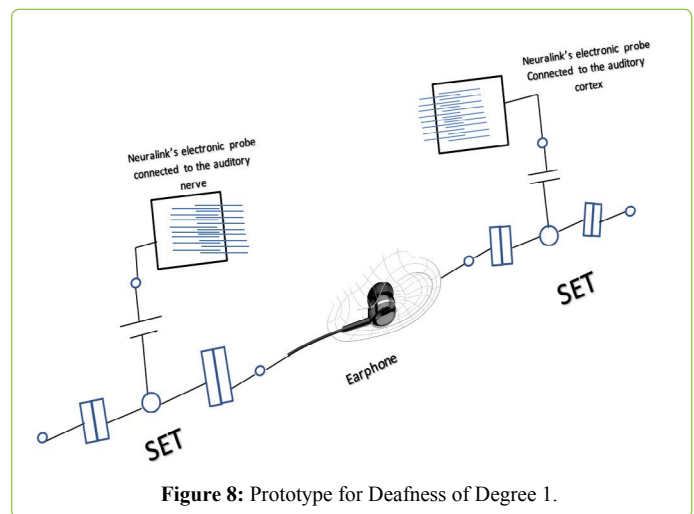 Neuralink's electronic probe
Connected to the auditory
cortex
Neuralink's electronic probe
connected to the auditory
nerve
SET
Earphone
SET
Figure 8: Prototype for Deafness of Degree 1.